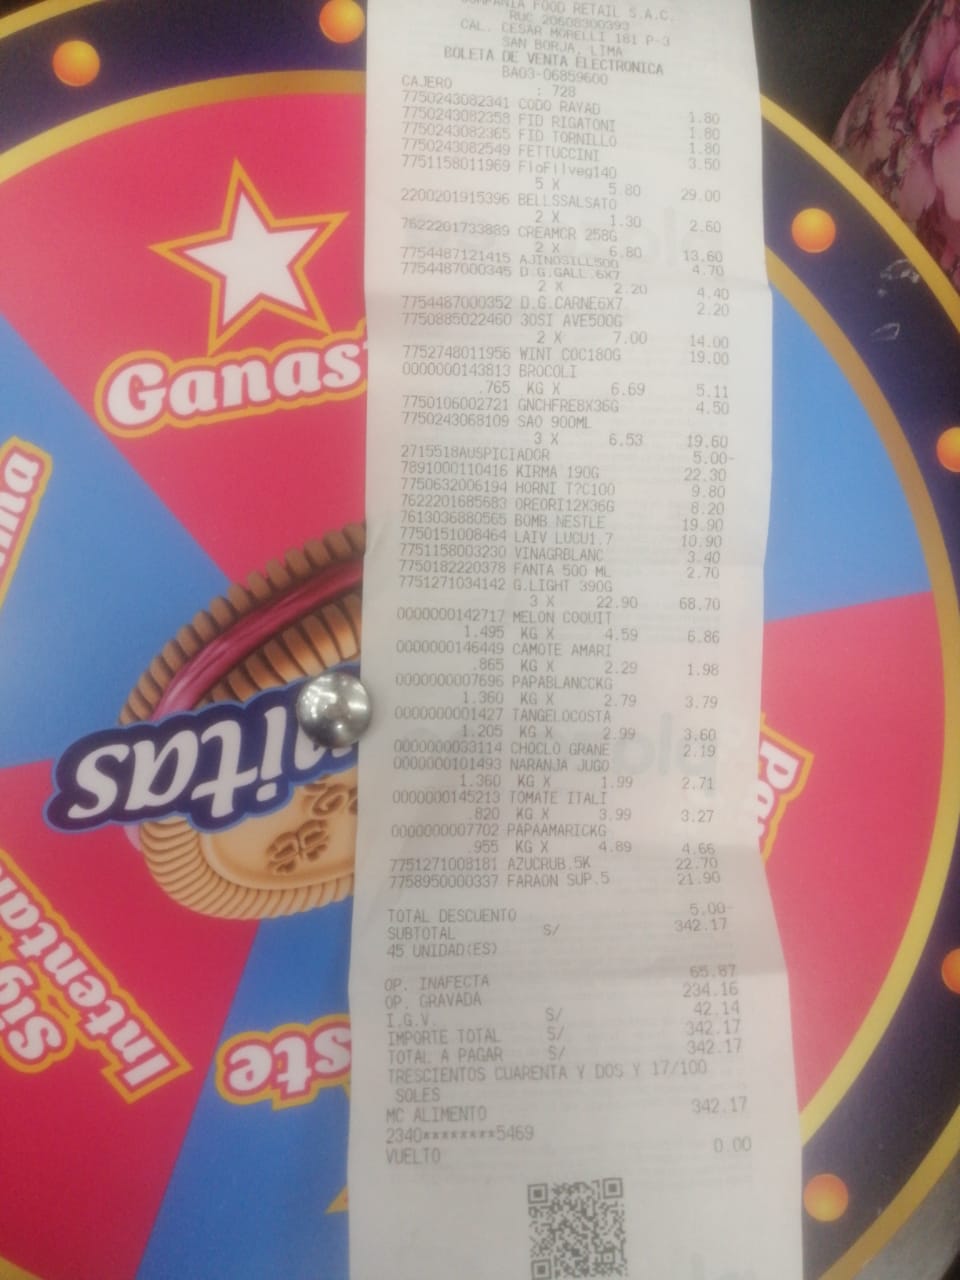 COMPANIA FOOD RETAIL S.A.C.
RUC 20608300393
CAL. CESAR MORELLI 181 P-3
SAN BORJA, LIMA
BOLETA DE VENTA ELECTRONICA
BA03-06859600
CAJERO : 728
7750243082341 CODO RAYAD 1.80
7750243082358 FID RIGATONI 1.80
7750243082365 FID TORNILLO 1.80
7750243082549 FETTUCCINI 3.50
7751158011969 FloFilveg140
5 X 5.80 29.00
2200201915396 BELLSSALSATO
2 X 1.30 2.60
7622201733889 CREAMCR 258G
2 X 6.80 13.60
7754487121415 AJINOSILL500 4.70
7754487000345 D.G.GALL.6X7
2 X 2.20 4.40
7754487000352 D.G.CARNE6X7 2.20
7750885022460 3OSI AVE500G
2 X 7.00 14.00
7752748011956 WINT COC180G 19.00
0000000143813 BROCOLI
.765 KG X 6.69 5.11
7750106002721 GNCHFRE8X36G 4.50
7750243068109 SAO 900ML
3 X 6.53 19.60
2715518AUSPICIADOR 5.00-
7891000110416 KIRMA 190G 22.30
7750632006194 HORNI T?C100 9.80
7622201685683 OREORI12X36G 8.20
7613036880565 BOMB NESTLE 19.90
7750151008464 LAIV LUCU1.7 10.90
7751158003230 VINAGRBLANC 3.40
7750182220378 FANTA 500 ML 2.70
7751271034142 G.LIGHT 390G
3 X 22.90 68.70
0000000142717 MELON COQUIT
1.495 KG X 4.59 6.86
0000000146449 CAMOTE AMARI
.865 KG X 2.29 1.98
0000000007696 PAPABLANCCKG
1.360 KG X 2.79 3.79
0000000001427 TANGELOCOSTA
1.205 KG X 2.99 3.60
0000000033114 CHOCLO GRANE 2.19
0000000101493 NARANJA JUGO
1.360 KG X 1.99 2.71
0000000145213 TOMATE ITALI
.820 KG X 3.99 3.27
0000000007702 PAPAAMARICKG
.955 KG X 4.89 4.66
7751271008181 AZUCRUB.5K 22.70
7758950000337 FARAON SUP.5 21.90
TOTAL DESCUENTO 5.00-
SUBTOTAL S/ 342.17
45 UNIDAD(ES)
OP. INAFECTA 65.87
OP. GRAVADA 234.16
I.G.V. S/ 42.14
IMPORTE TOTAL S/ 342.17
TOTAL A PAGAR S/ 342.17
TRESCIENTOS CUARENTA Y DOS Y 17/100
SOLES
MC ALIMENTO 342.17
2340********5469
VUELTO 0.00
Ganas
nitas
Sig
Intenta
ste